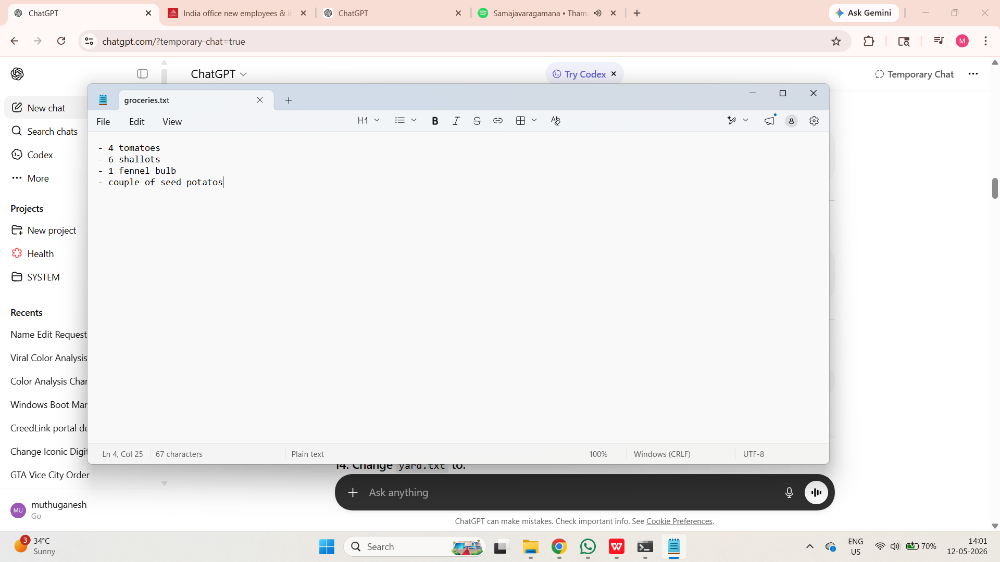 ChatGPT
India office new employees & i
ChatGPT
Samajavaragamana • Thama
Ask Gemini
chatgpt.com/?temporary-chat=true
M
ChatGPT
Try Codex
Temporary Chat
New chat
Search chats
Codex
More
Projects
New project
Health
SYSTEM
Recents
Name Edit Request
Viral Color Analysis
Color Analysis Char
Windows Boot Mar
CreedLink portal de
Change Iconic Digit
GTA Vice City Order
MU
muthuganesh
Go
groceries.txt
File Edit View
H1
B I S
- 4 tomatoes
- 6 shallots
- 1 fennel bulb
- couple of seed potatos
Ln 4, Col 25
67 characters
Plain text
100%
Windows (CRLF)
UTF-8
14. Change yard.txt to.
Ask anything
ChatGPT can make mistakes. Check important info. See Cookie Preferences.
3
34°C
Sunny
Search
W
ENG
US
70%
14:01
12-05-2026